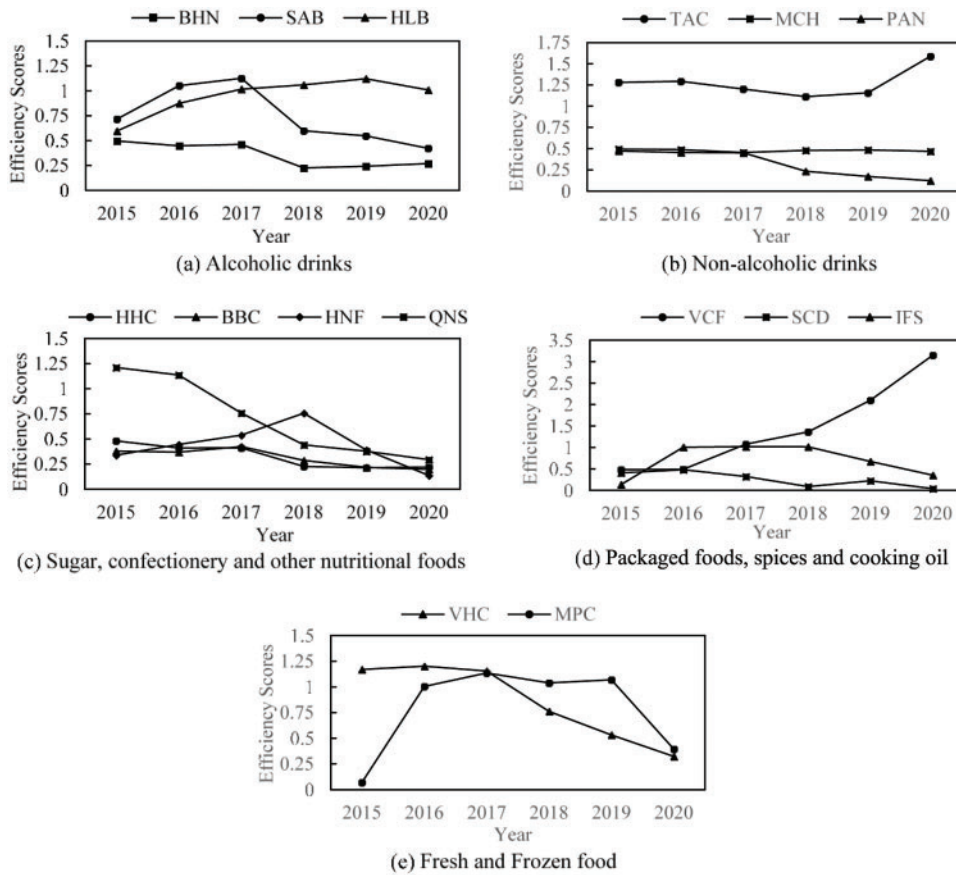 BHN SAB HLB
Efficiency Scores
1.5
1.25
1
0.75
0.5
0.25
0
2015 2016 2017 2018 2019 2020
Year
(a) Alcoholic drinks
TAC MCH PAN
Efficiency Scores
1.75
1.5
1.25
1
0.75
0.5
0.25
0
2015 2016 2017 2018 2019 2020
Year
(b) Non-alcoholic drinks
HHC BBC HNF QNS
Efficiency Scores
1.5
1.25
1
0.75
0.5
0.25
0
2015 2016 2017 2018 2019 2020
(c) Sugar, confectionery and other nutritional foods
VCF SCD IFS
Efficiency Scores
3.5
3
2.5
2
1.5
1
0.5
0
2015 2016 2017 2018 2019 2020
Year
(d) Packaged foods, spices and cooking oil
VHC MPC
Efficiency Scores
1.5
1.25
1
0.75
0.5
0.25
0
2015 2016 2017 2018 2019 2020
Year
(e) Fresh and Frozen food